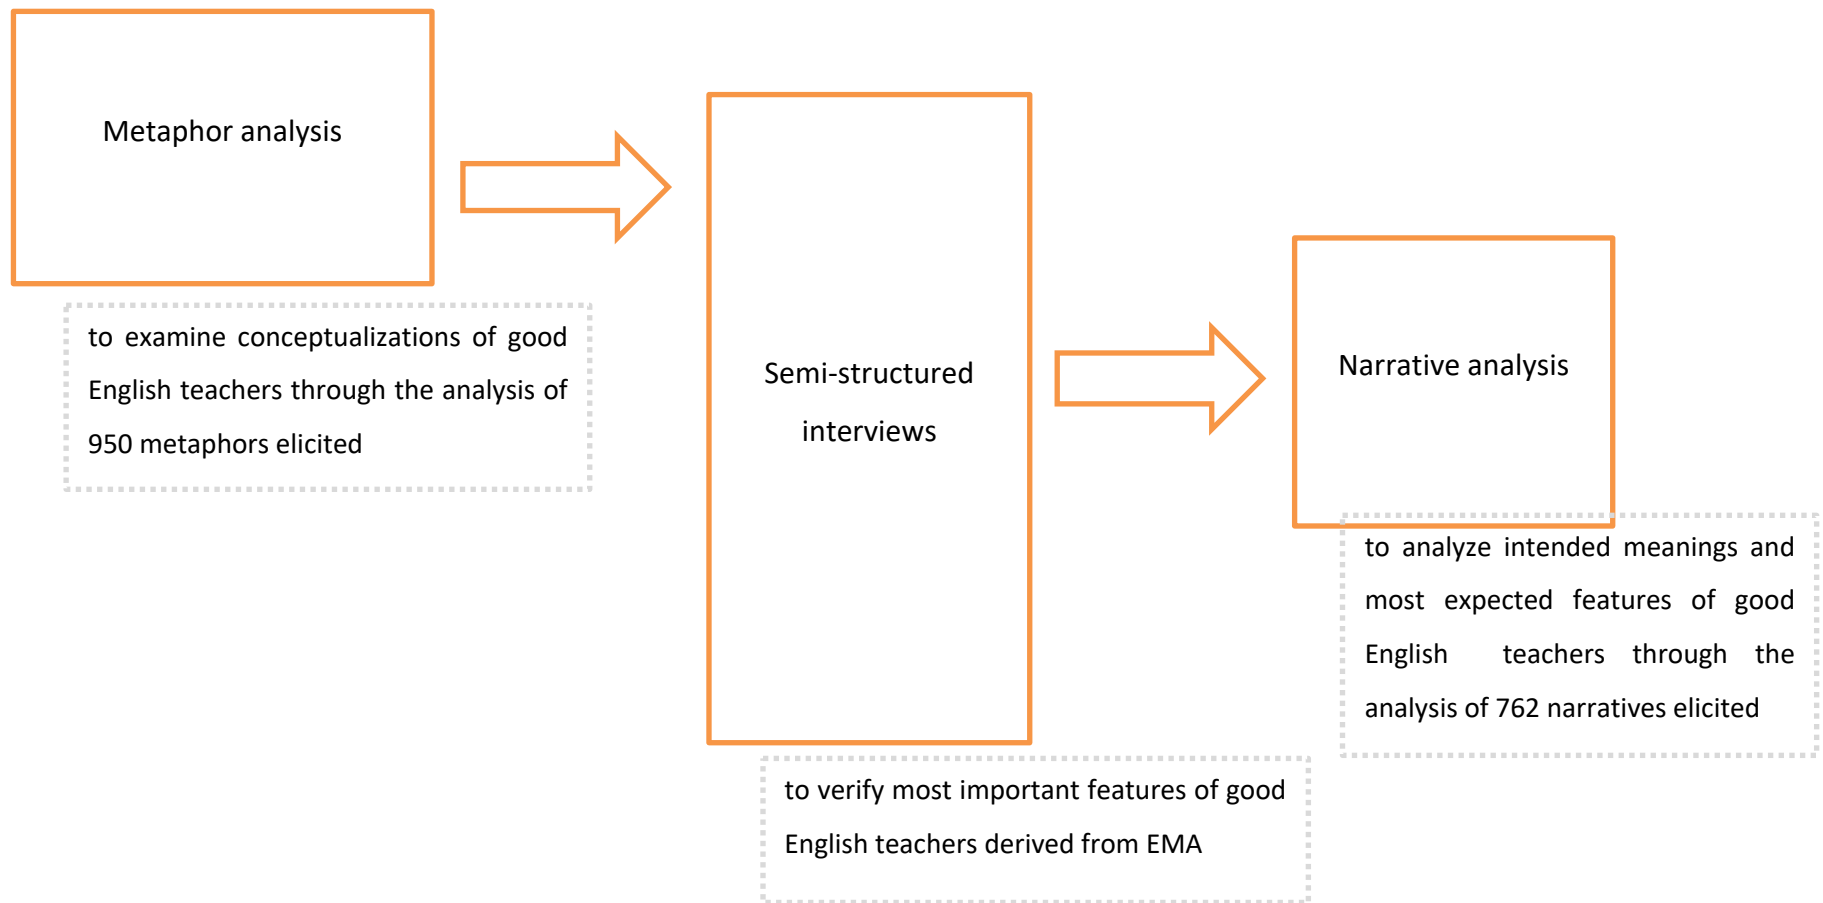 Metaphor analysis
to examine conceptualizations of good
English teachers through the analysis of
950 metaphors elicited
Semi-structured
interviews
to verify most important features of good
English teachers derived from EMA
Narrative analysis
to analyze intended meanings and
most expected features of good
English teachers through the
analysis of 762 narratives elicited